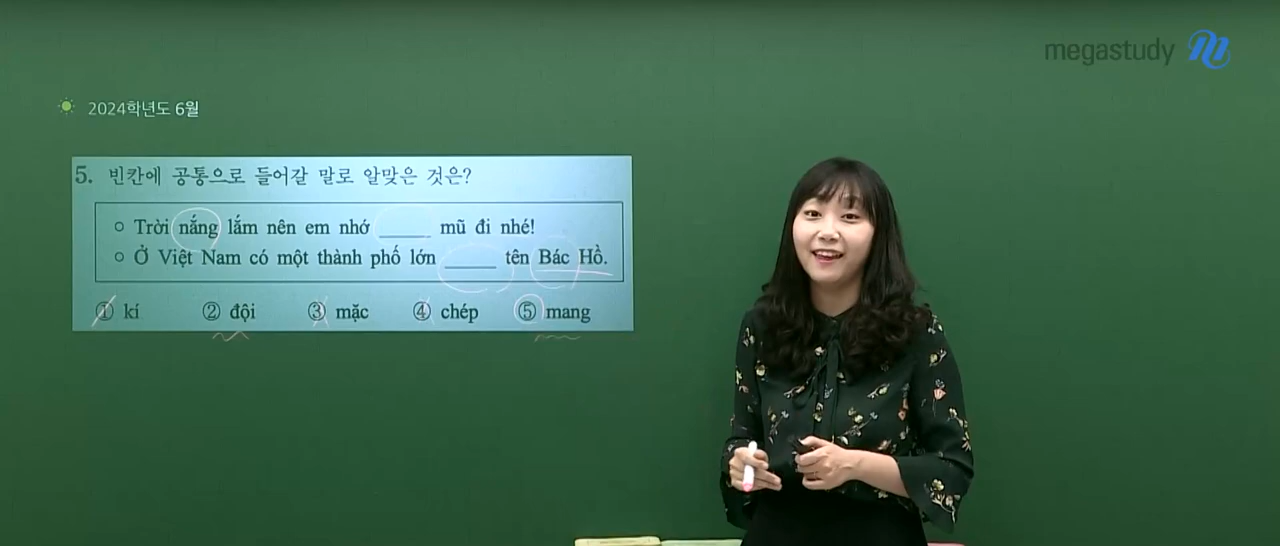 megastudy
2024학년도 6월
5. 빈칸에 공통으로 들어갈 말로 알맞은 것은?
○ Trời nắng lắm nên em nhớ _____ mũ đi nhé!
○ Ở Việt Nam có một thành phố lớn _____ tên Bác Hồ.
① kí ② đội ③ mặc ④ chép ⑤ mang